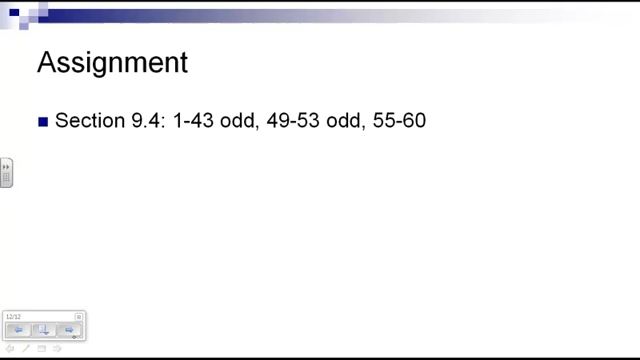 Assignment
Section 9.4: 1-43 odd, 49-53 odd, 55-60
12/12